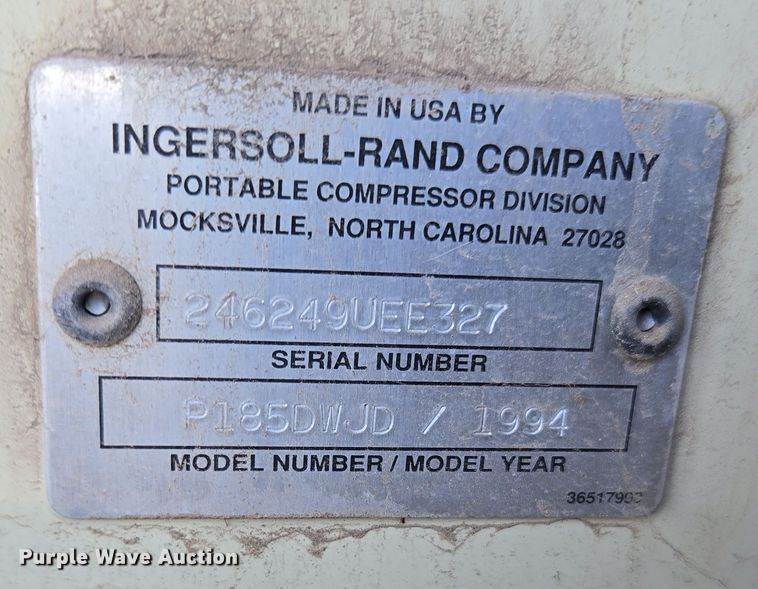 MADE IN USA BY
INGERSOLL-RAND COMPANY
PORTABLE COMPRESSOR DIVISION
MOCKSVILLE, NORTH CAROLINA 27028
246249UEE327
SERIAL NUMBER
P185DWJD / 1994
MODEL NUMBER / MODEL YEAR
Purple Wave Auction